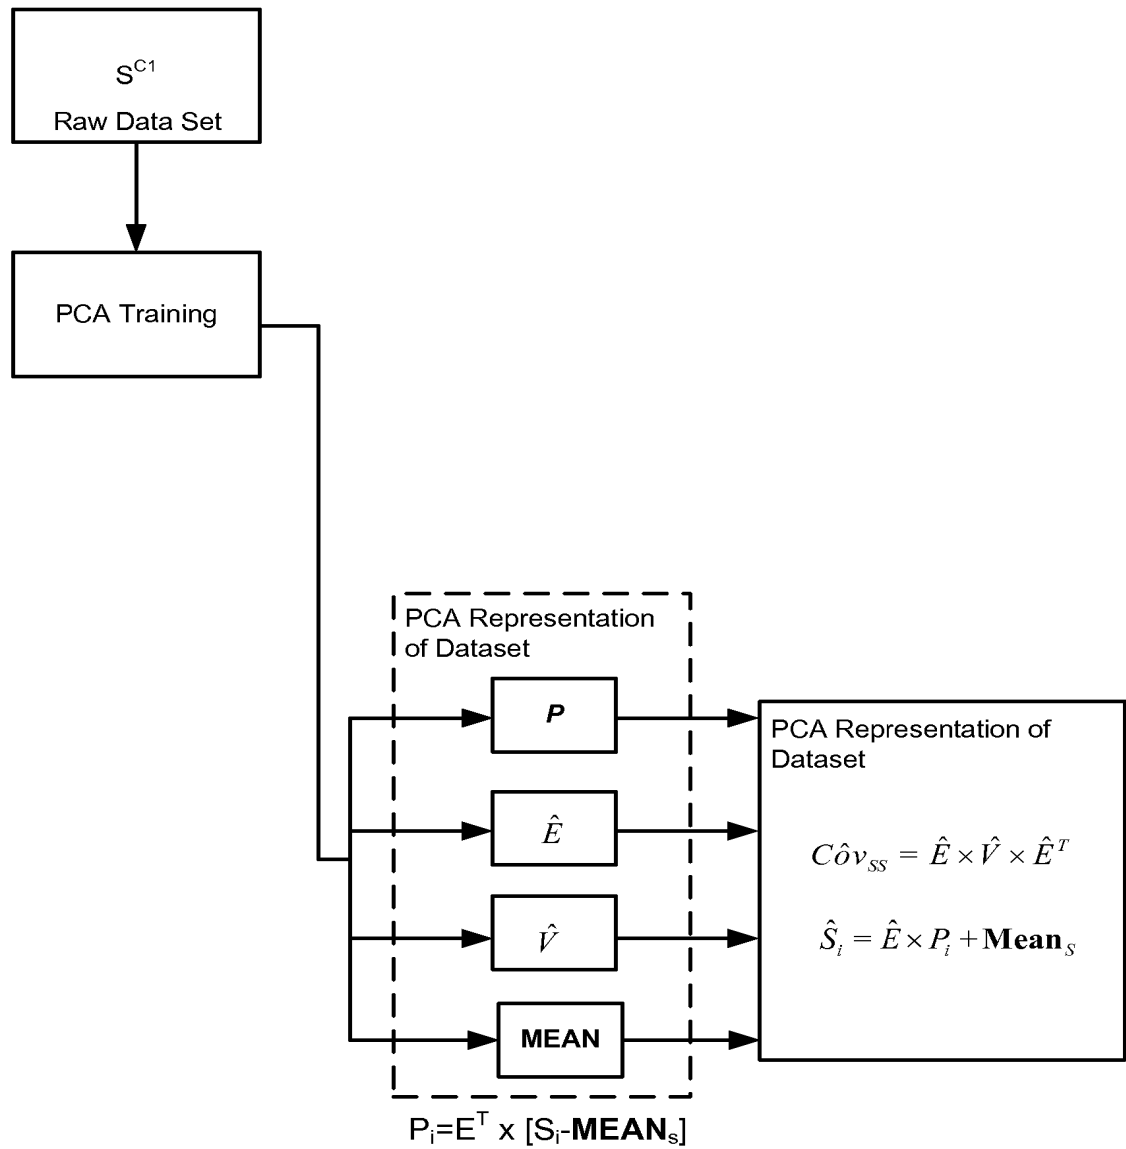 S^C1
Raw Data Set
PCA Training
PCA Representation
of Dataset
P
Ê
V̂
MEAN
PCA Representation of
Dataset
Côv_SS = Ê × V̂ × Ê^T
Ŝ_i = Ê × P_i + Mean_S
P_i=E^T x [S_i-MEAN_s]